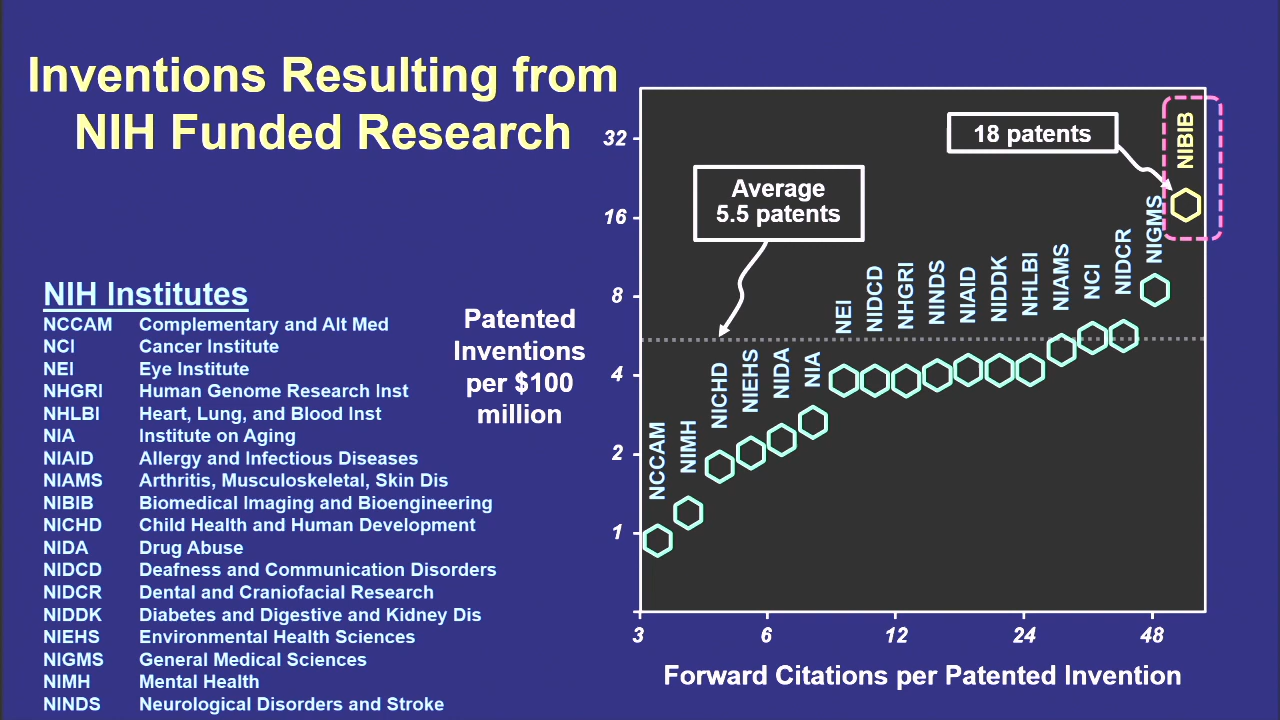 Inventions Resulting from
NIH Funded Research
NIH Institutes
NCCAM Complementary and Alt Med
NCI Cancer Institute
NEI Eye Institute
NHGRI Human Genome Research Inst
NHLBI Heart, Lung, and Blood Inst
NIA Institute on Aging
NIAID Allergy and Infectious Diseases
NIAMS Arthritis, Musculoskeletal, Skin Dis
NIBIB Biomedical Imaging and Bioengineering
NICHD Child Health and Human Development
NIDA Drug Abuse
NIDCD Deafness and Communication Disorders
NIDCR Dental and Craniofacial Research
NIDDK Diabetes and Digestive and Kidney Dis
NIEHS Environmental Health Sciences
NIGMS General Medical Sciences
NIMH Mental Health
NINDS Neurological Disorders and Stroke
Patented
Inventions
per $100
million
32
16
8
4
2
1
Average
5.5 patents
18 patents
NCCAM
NIMH
NICHD
NIEHS
NIDA
NIA
NEI
NIDCD
NHGRI
NINDS
NIAID
NIDDK
NHLBI
NIAMS
NCI
NIDCR
NIGMS
NIBIB
3 6 12 24 48
Forward Citations per Patented Invention